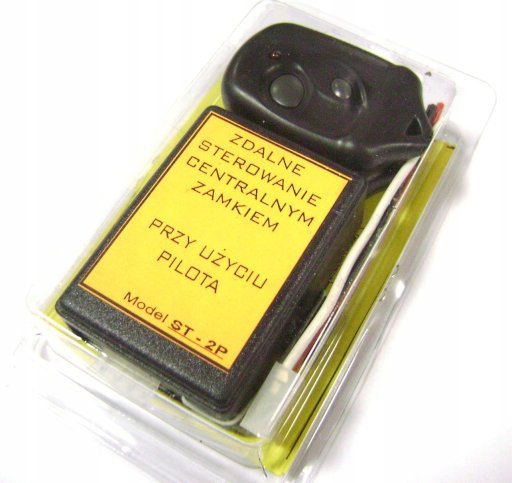 ZDALNE
STEROWANIE
CENTRALNYM
ZAMKIEM
PRZY UŻYCIU
PILOTA
Model ST - 2P